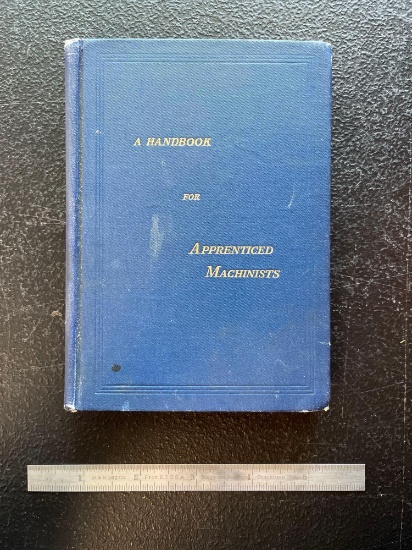 A HANDBOOK
FOR
APPRENTICED
MACHINISTS